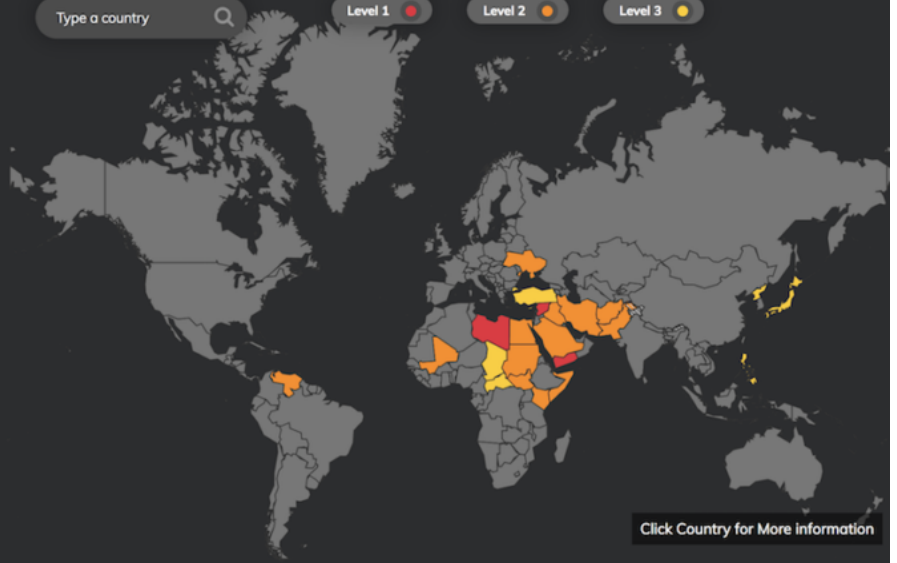 Type a country
Level 1
Level 2
Level 3
Click Country for More information